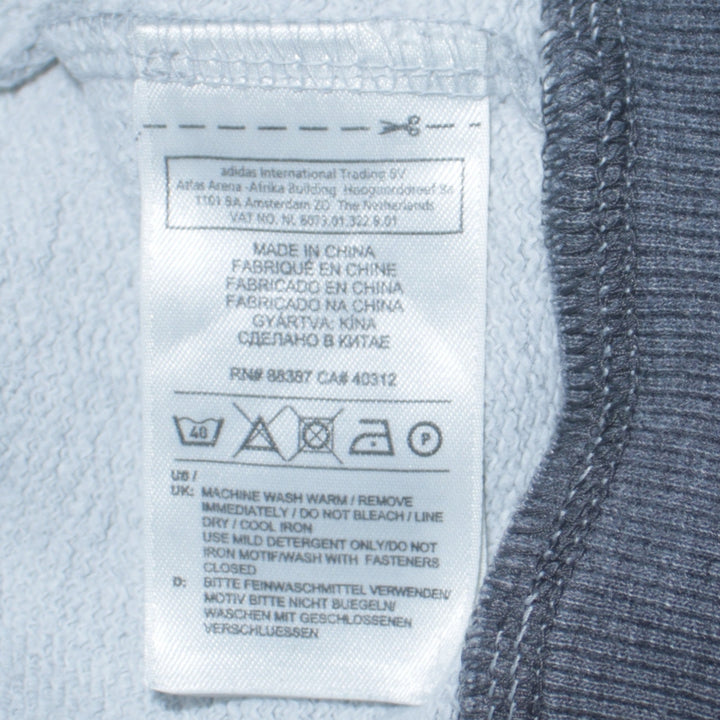 adidas International Trading BV
Atlas Arena -Afrika Building Hoogoorddreef 9a
1101 BA Amsterdam ZO The Netherlands
VAT NO. NL 8073.01.322.B.01
MADE IN CHINA
FABRIQUÉ EN CHINE
FABRICADO EN CHINA
FABRICADO NA CHINA
GYÁRTVA: KÍNA
СДЕЛАНО В КИТАЕ
RN# 88387 CA# 40312
40 P
US /
UK: MACHINE WASH WARM / REMOVE
IMMEDIATELY / DO NOT BLEACH / LINE
DRY / COOL IRON
USE MILD DETERGENT ONLY/DO NOT
IRON MOTIF/WASH WITH FASTENERS
CLOSED
D: BITTE FEINWASCHMITTEL VERWENDEN/
MOTIV BITTE NICHT BUEGELN/
WASCHEN MIT GESCHLOSSENEN
VERSCHLUESSEN